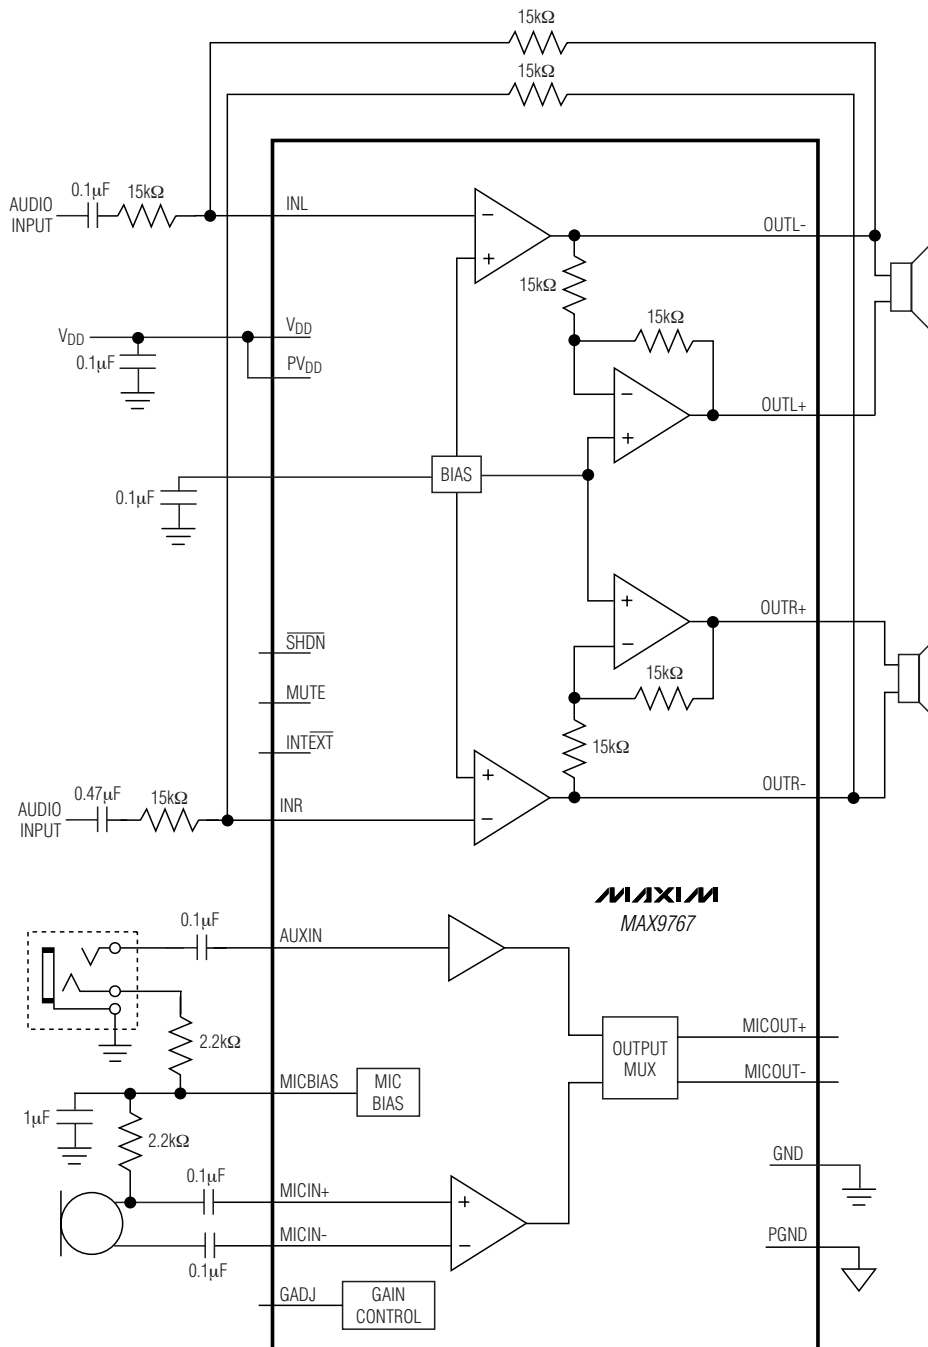 15kΩ
15kΩ
0.1μF
15kΩ
AUDIO
INPUT
INL
OUTL-
15kΩ
15kΩ
VDD
VDD
0.1μF
PVDD
OUTL+
BIAS
0.1μF
OUTR+
SHDN
15kΩ
MUTE
INTEXT
15kΩ
0.47μF
15kΩ
AUDIO
INPUT
INR
OUTR-
MAXIM
MAX9767
0.1μF
AUXIN
2.2kΩ
OUTPUT
MUX
MICOUT+
MICOUT-
MICBIAS
MIC
BIAS
1μF
2.2kΩ
GND
0.1μF
MICIN+
MICIN-
PGND
0.1μF
GADJ
GAIN
CONTROL